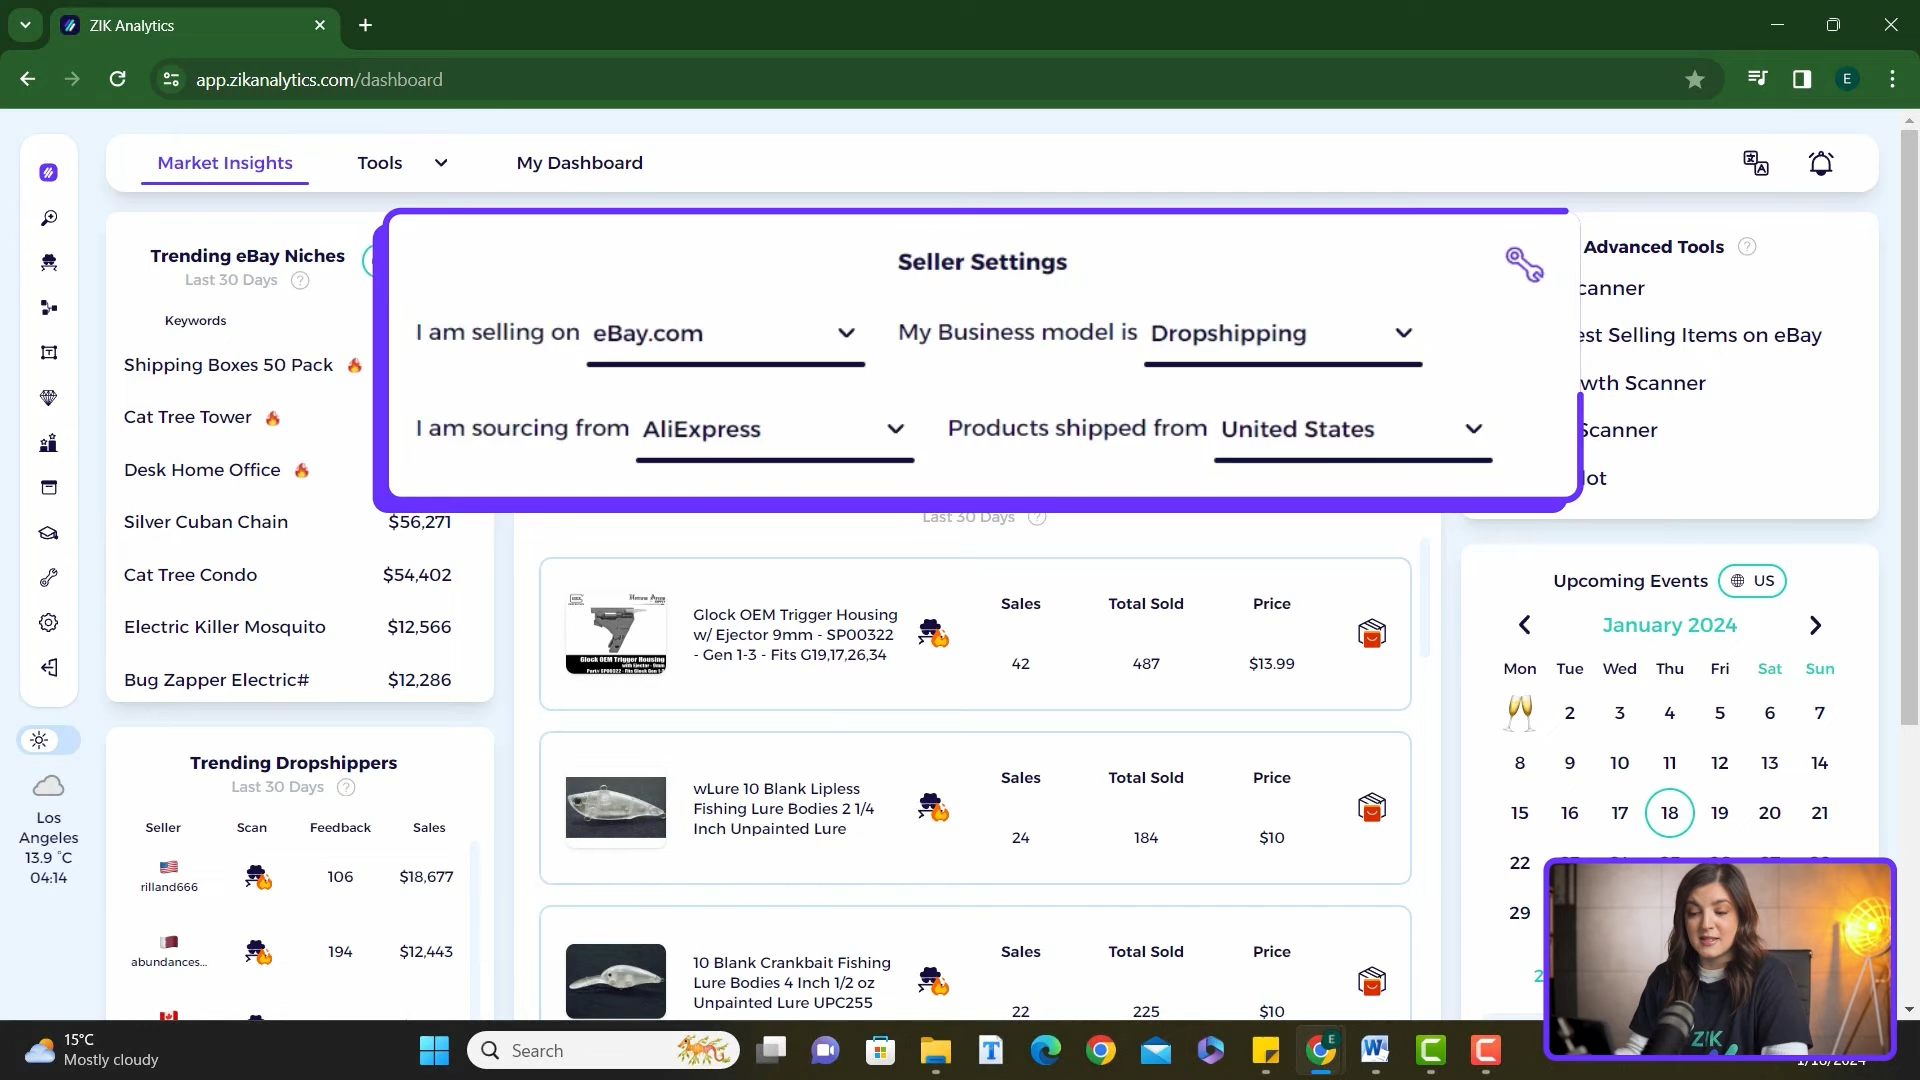 ZIK Analytics
app.zikanalytics.com/dashboard
E
Market Insights
Tools
My Dashboard
Trending eBay Niches
Last 30 Days ?
Keywords
Shipping Boxes 50 Pack
Cat Tree Tower
Desk Home Office
Silver Cuban Chain $56,271
Cat Tree Condo $54,402
Electric Killer Mosquito $12,566
Bug Zapper Electric# $12,286
Seller Settings
I am selling on eBay.com My Business model is Dropshipping
I am sourcing from AliExpress Products shipped from United States
Advanced Tools ?
canner
est Selling Items on eBay
wth Scanner
Scanner
lot
Last 30 Days ?
Glock OEM Trigger Housing
w/ Ejector 9mm - SP00322
- Gen 1-3 - Fits G19,17,26,34
Sales Total Sold Price
42 487 $13.99
Glock OEM Trigger Housing
wLure 10 Blank Lipless
Fishing Lure Bodies 2 1/4
Inch Unpainted Lure
Sales Total Sold Price
24 184 $10
10 Blank Crankbait Fishing
Lure Bodies 4 Inch 1/2 oz
Unpainted Lure UPC255
Sales Total Sold Price
22 225 $10
Upcoming Events US
January 2024
Mon Tue Wed Thu Fri Sat Sun
2 3 4 5 6 7
8 9 10 11 12 13 14
15 16 17 18 19 20 21
22
29
Trending Dropshippers
Last 30 Days ?
Seller Scan Feedback Sales
rilland666 106 $18,677
abundances... 194 $12,443
Los
Angeles
13.9 °C
04:14
15°C
Mostly cloudy
Search
ZIK